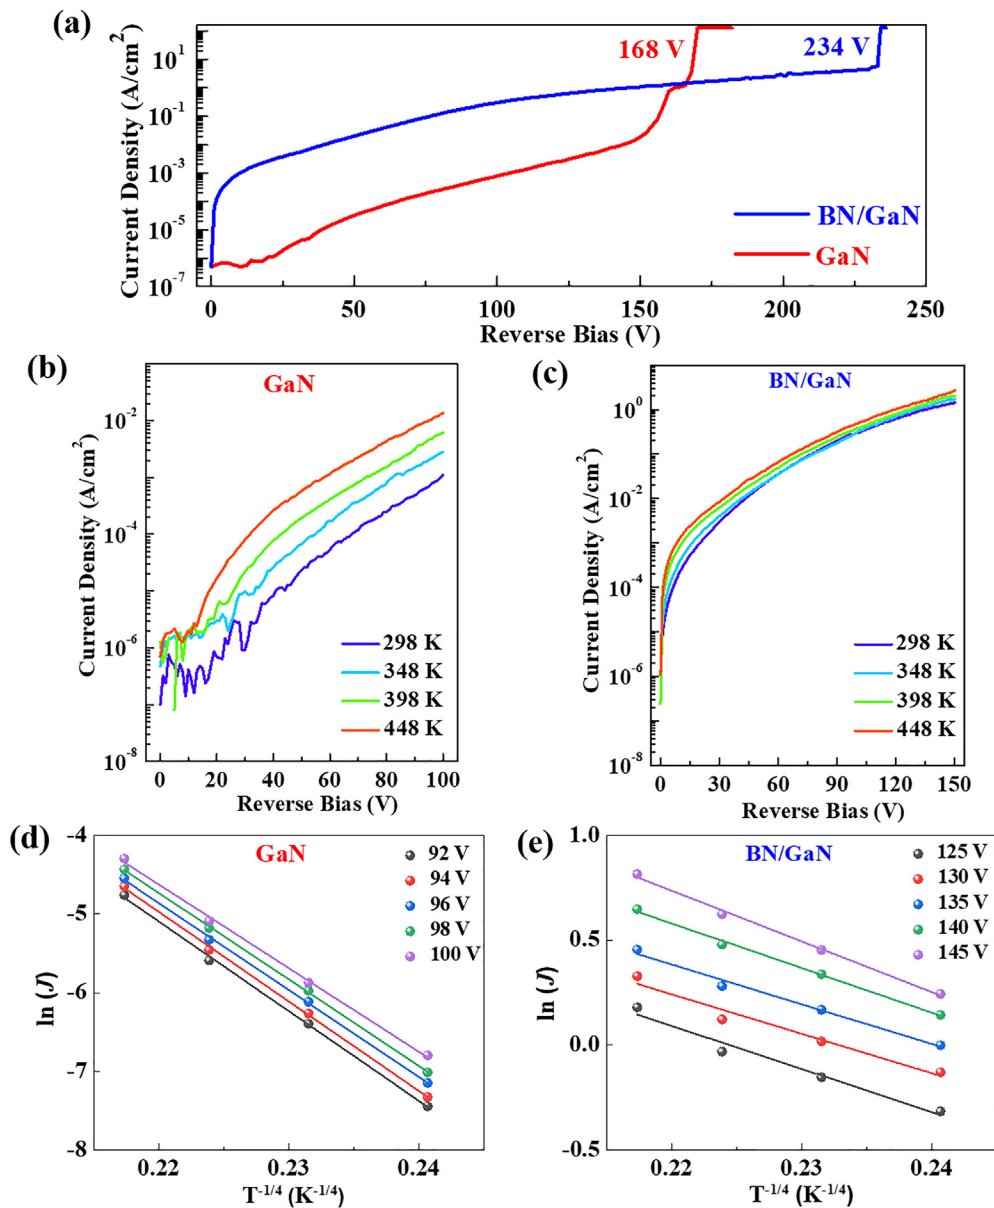 (a)
168 V
234 V
Current Density (A/cm²)
10¹
10⁻¹
10⁻³
10⁻⁵
10⁻⁷
BN/GaN
GaN
0 50 100 150 200 250
Reverse Bias (V)
(b)
GaN
Current Density (A/cm²)
10⁻²
10⁻⁴
10⁻⁶
10⁻⁸
298 K
348 K
398 K
448 K
0 20 40 60 80 100
Reverse Bias (V)
(c)
BN/GaN
Current Density (A/cm²)
10⁰
10⁻²
10⁻⁴
10⁻⁶
10⁻⁸
298 K
348 K
398 K
448 K
0 30 60 90 120 150
Reverse Bias (V)
(d)
GaN
ln (J)
-4
-5
-6
-7
-8
92 V
94 V
96 V
98 V
100 V
0.22 0.23 0.24
T⁻¹/⁴ (K⁻¹/⁴)
(e)
BN/GaN
ln (J)
1.0
0.5
0.0
-0.5
125 V
130 V
135 V
140 V
145 V
0.22 0.23 0.24
T⁻¹/⁴ (K⁻¹/⁴)